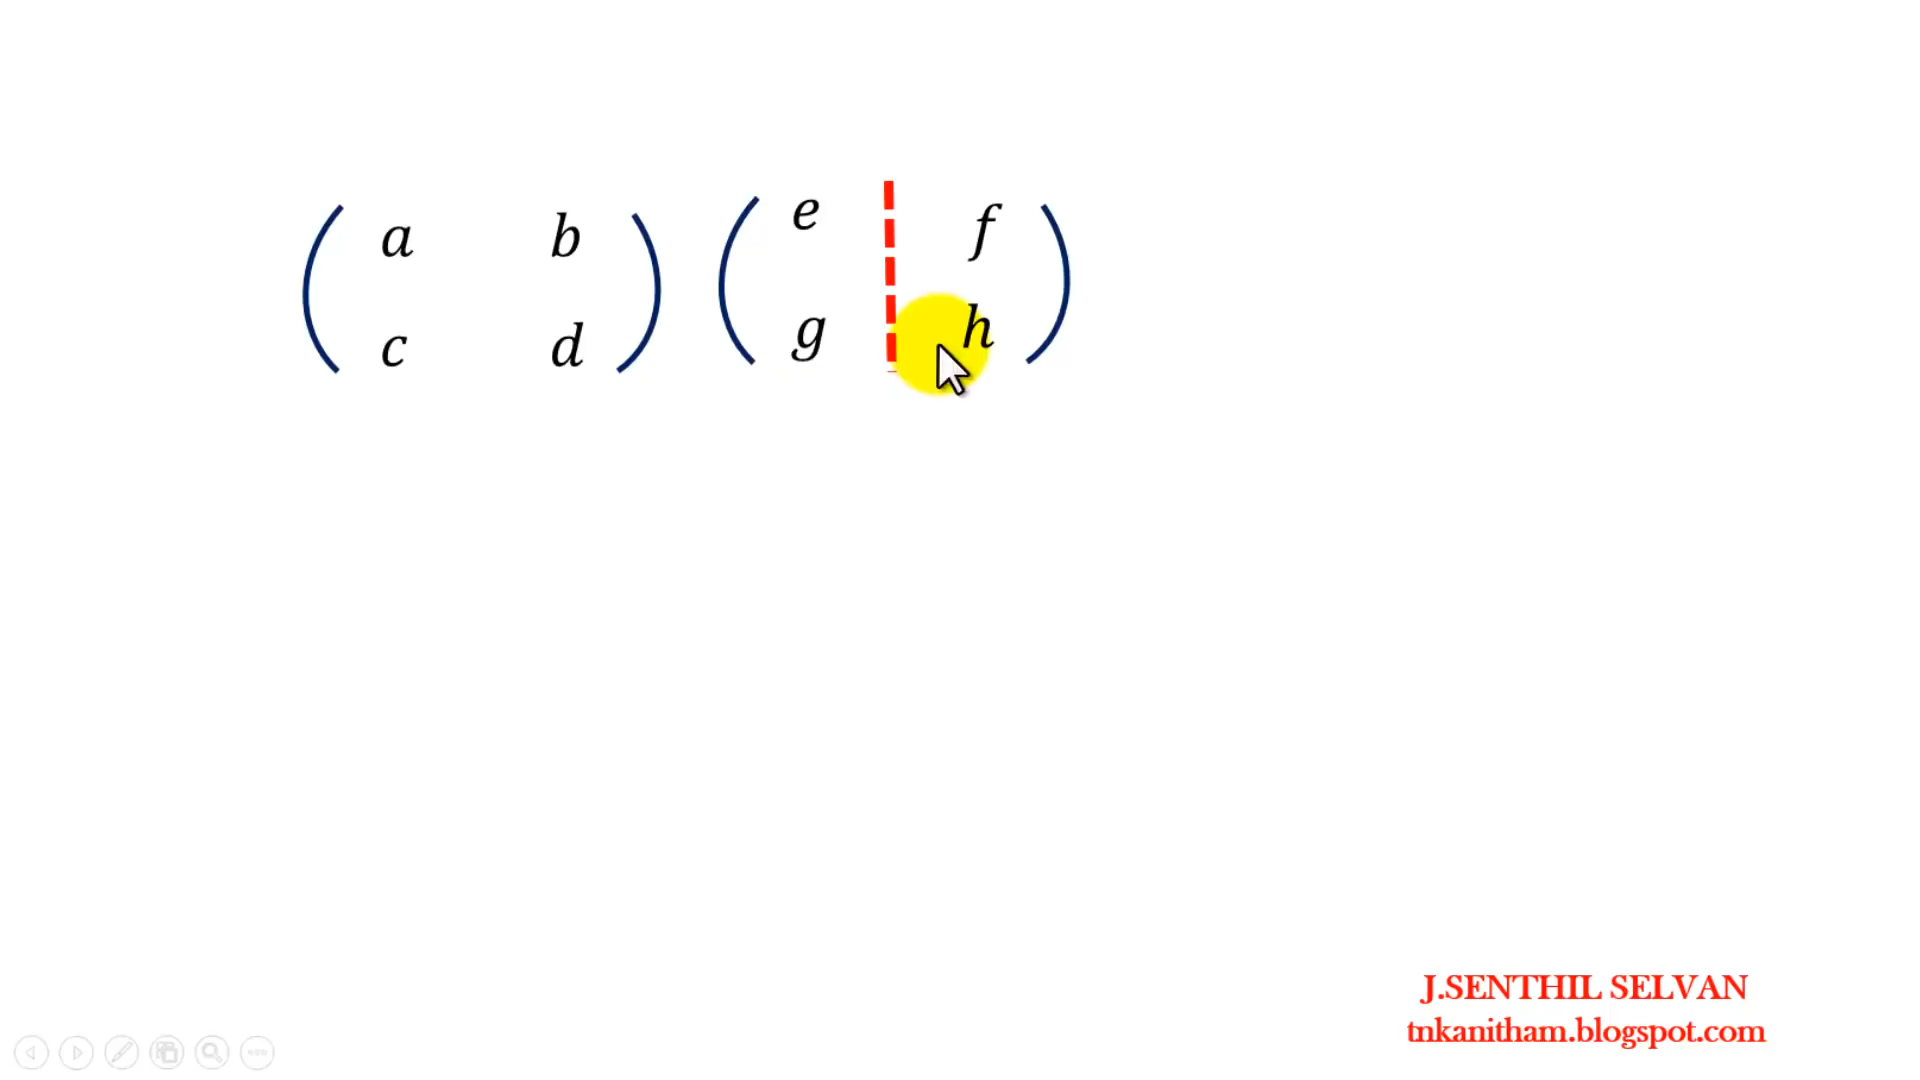 ( a b ) ( e f )
( c d ) ( g h )
J.SENTHIL SELVAN
tnkanitham.blogspot.com